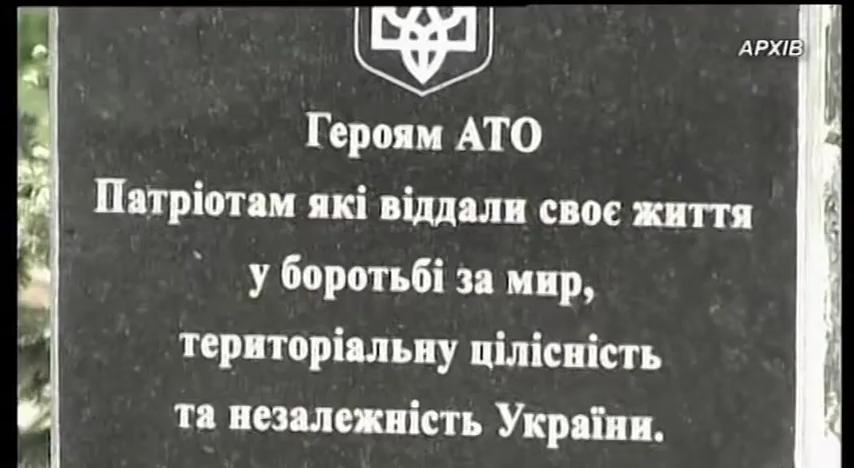 АРХІВ
Героям АТО
Патріотам які віддали своє життя
у боротьбі за мир,
територіальну цілісність
та незалежність України.